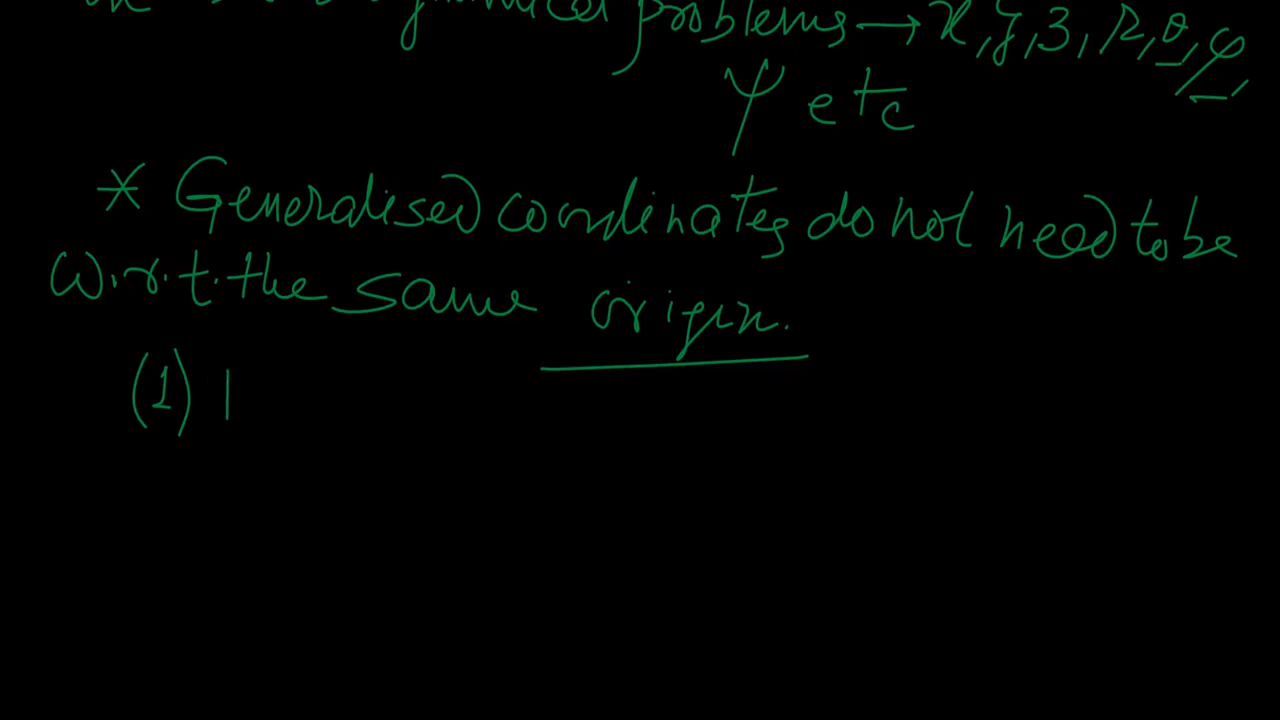 problems → x, y, z, r, θ, φ,
ψ etc
* Generalised coordinates do not need to be
w.r.t. the same origin.
(1) |